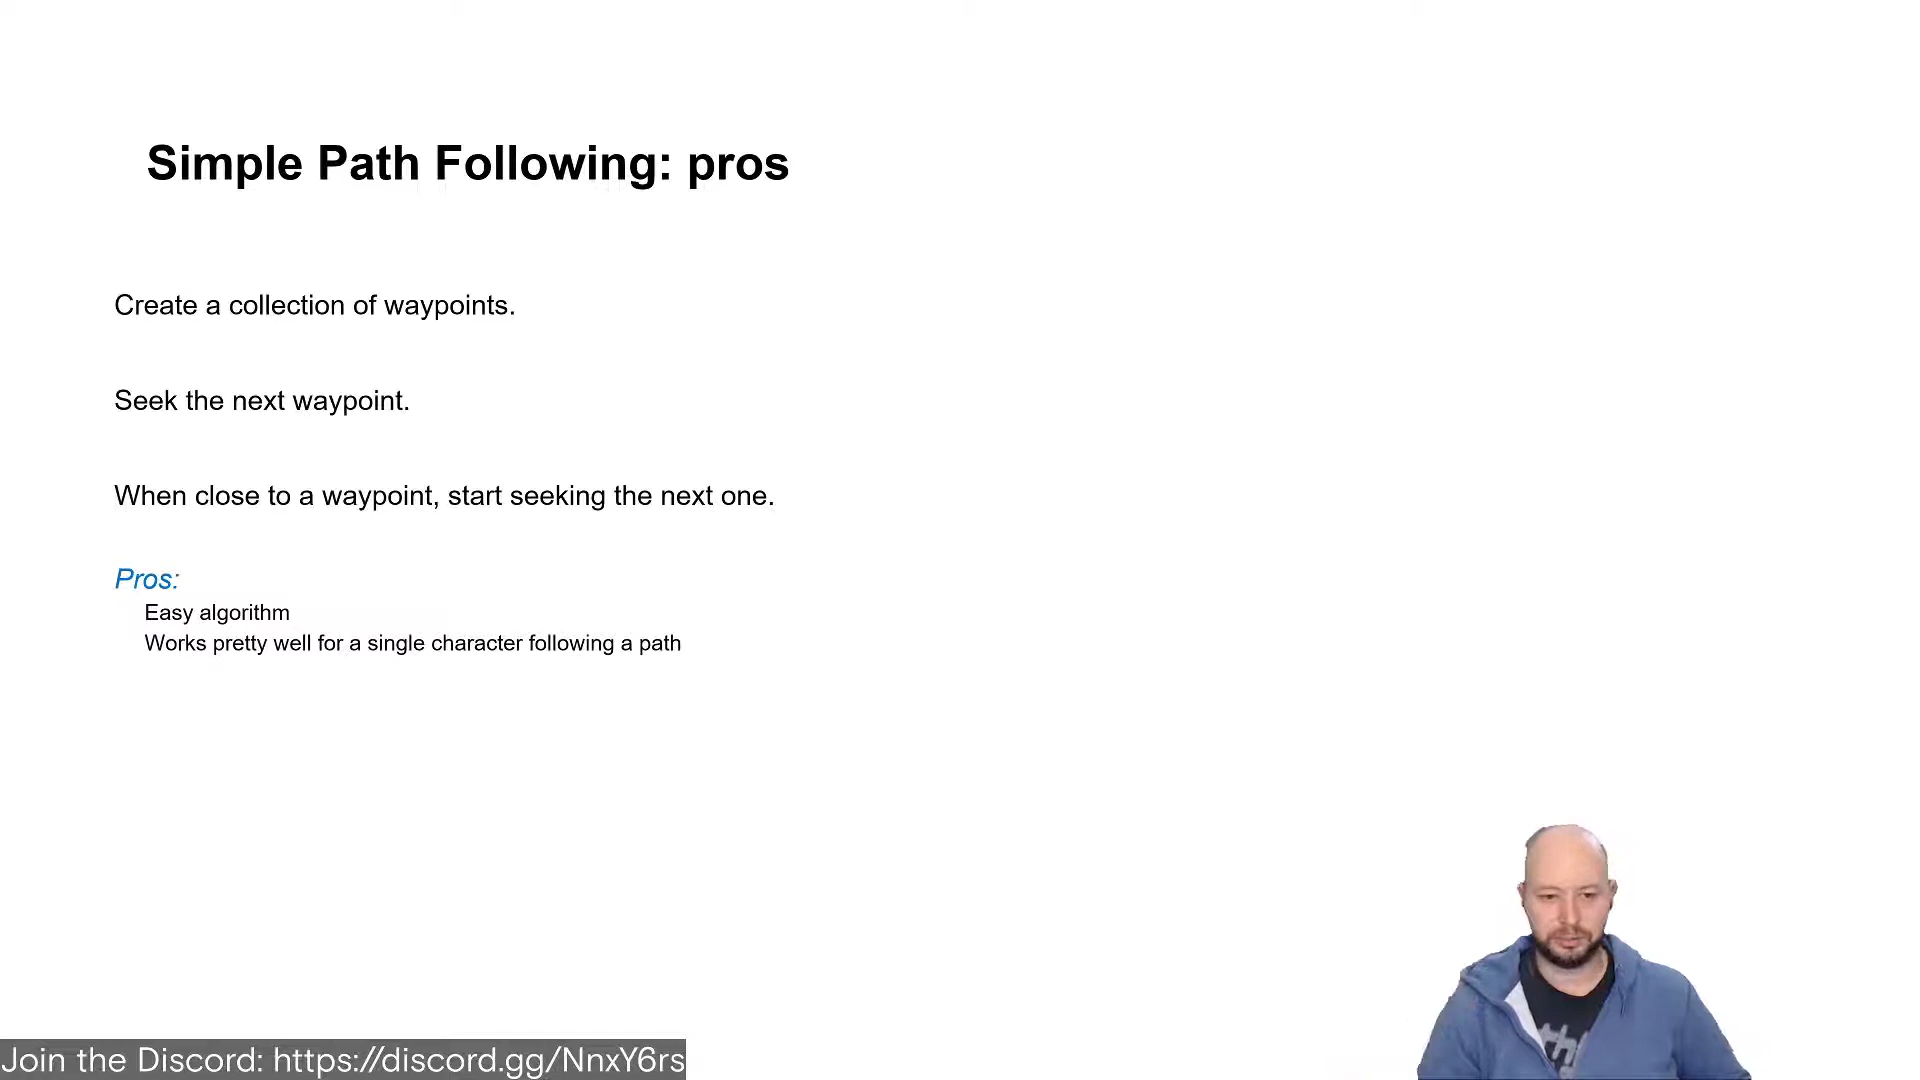 Simple Path Following: pros
Create a collection of waypoints.
Seek the next waypoint.
When close to a waypoint, start seeking the next one.
Pros:
Easy algorithm
Works pretty well for a single character following a path
Join the Discord: https://discord.gg/NnxY6rs